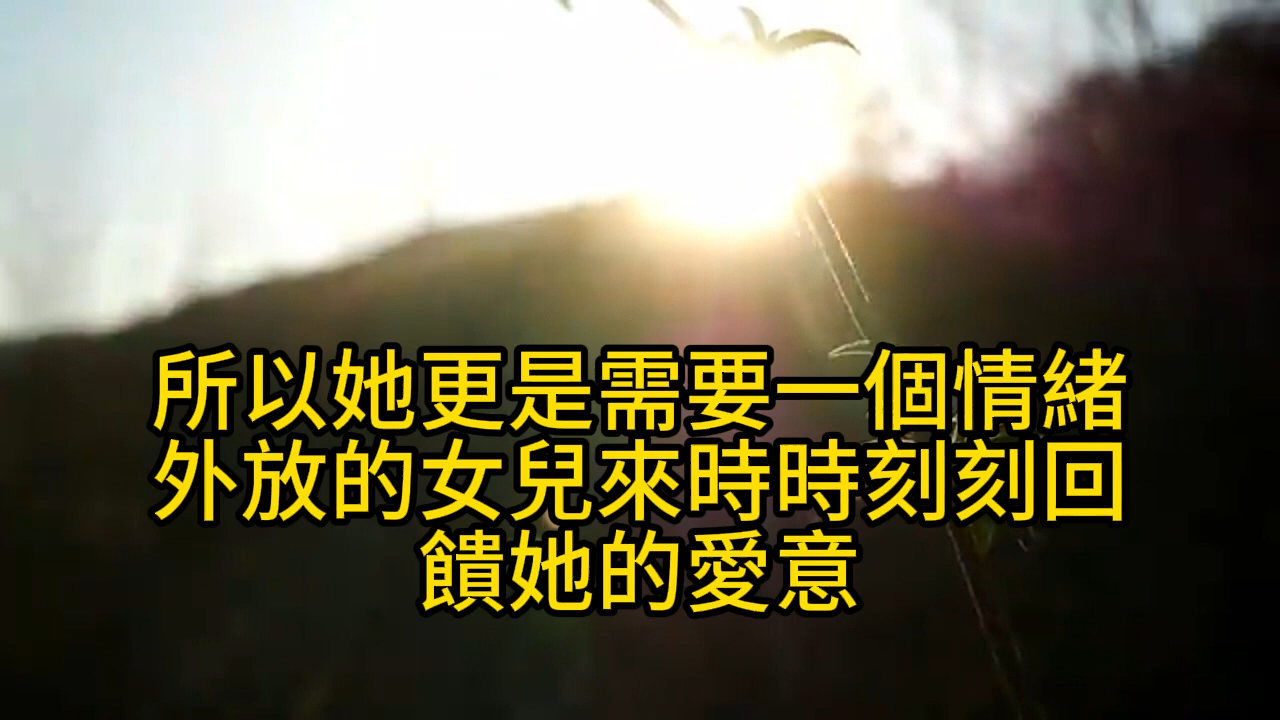 所以她更是需要一個情緒
外放的女兒來時時刻刻回
饋她的愛意